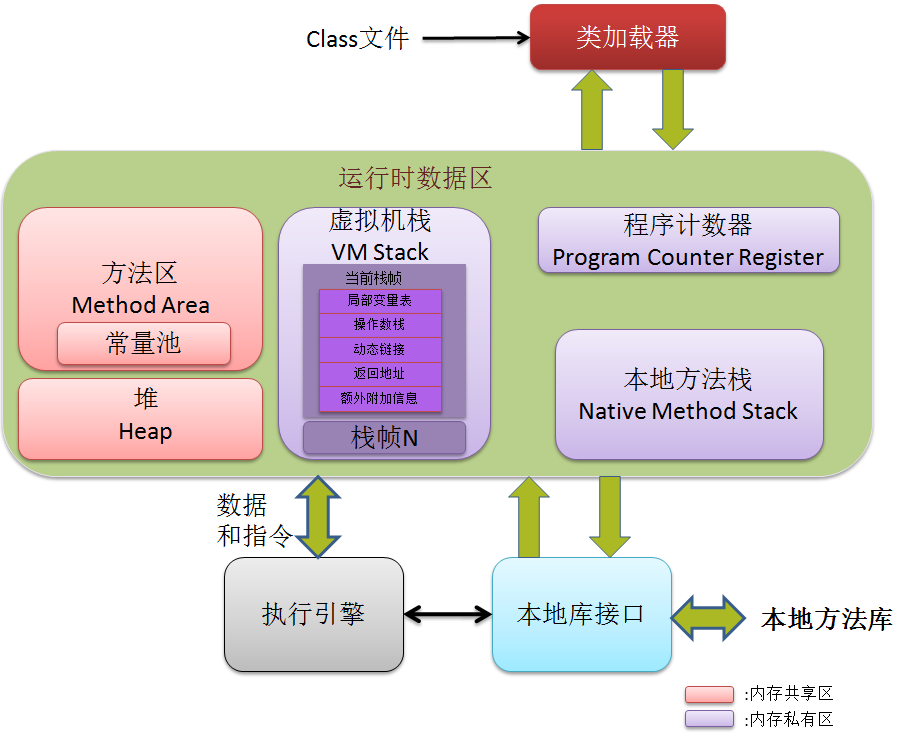 Class文件
类加载器
运行时数据区
方法区
Method Area
常量池
堆
Heap
虚拟机栈
VM Stack
当前栈帧
局部变量表
操作数栈
动态链接
返回地址
额外附加信息
栈帧N
程序计数器
Program Counter Register
本地方法栈
Native Method Stack
数据
和指令
执行引擎
本地库接口
本地方法库
:内存共享区
:内存私有区